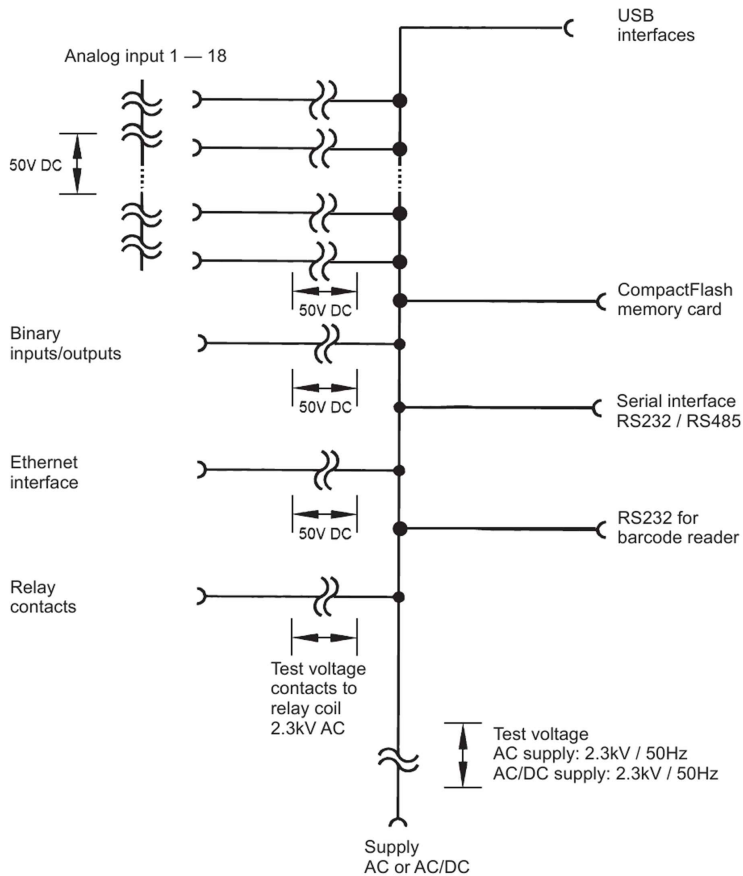 USB
interfaces
Analog input 1 — 18
50V DC
50V DC
CompactFlash
memory card
Binary
inputs/outputs
50V DC
Serial interface
RS232 / RS485
Ethernet
interface
50V DC
RS232 for
barcode reader
Relay
contacts
Test voltage
contacts to
relay coil
2.3kV AC
Test voltage
AC supply: 2.3kV / 50Hz
AC/DC supply: 2.3kV / 50Hz
Supply
AC or AC/DC